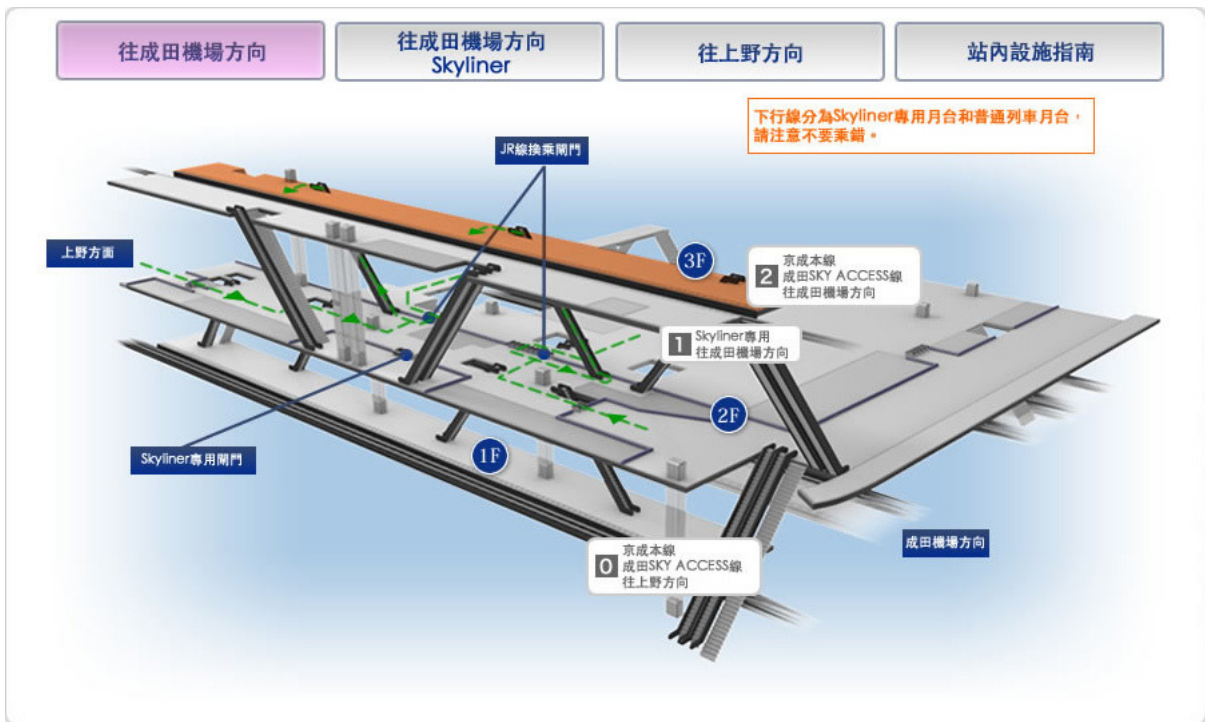 往成田機場方向
往成田機場方向
Skyliner
往上野方向
站內設施指南
下行線分為Skyliner專用月台和普通列車月台，
請注意不要乘錯。
JR線換乘閘門
上野方面
3F
2
京成本線
成田SKY ACCESS線
往成田機場方向
1
Skyliner專用
往成田機場方向
2F
Skyliner專用閘門
1F
成田機場方向
0
京成本線
成田SKY ACCESS線
往上野方向